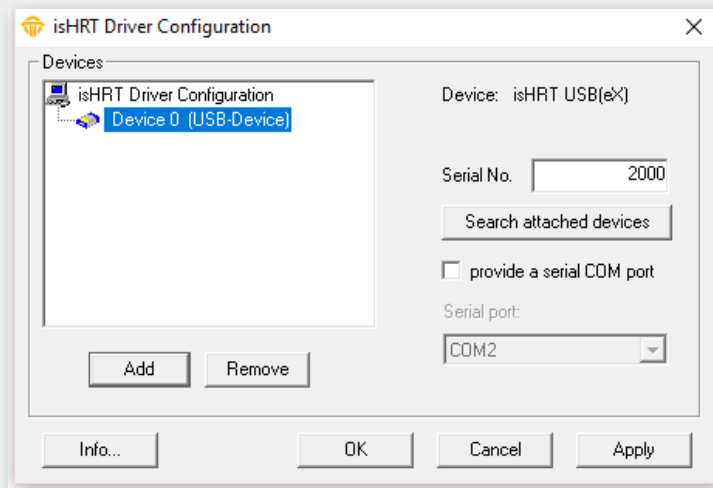 isHRT Driver Configuration
Devices
isHRT Driver Configuration
Device 0 (USB-Device)
Device: isHRT USB(eX)
Serial No. 2000
Search attached devices
provide a serial COM port
Serial port:
COM2
Add Remove
Info... OK Cancel Apply